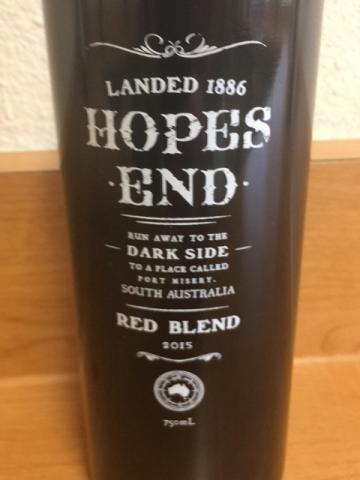 LANDED 1886
HOPES
END
RUN AWAY TO THE
DARK SIDE
TO A PLACE CALLED
PORT MISERY.
SOUTH AUSTRALIA
RED BLEND
2015
750mL